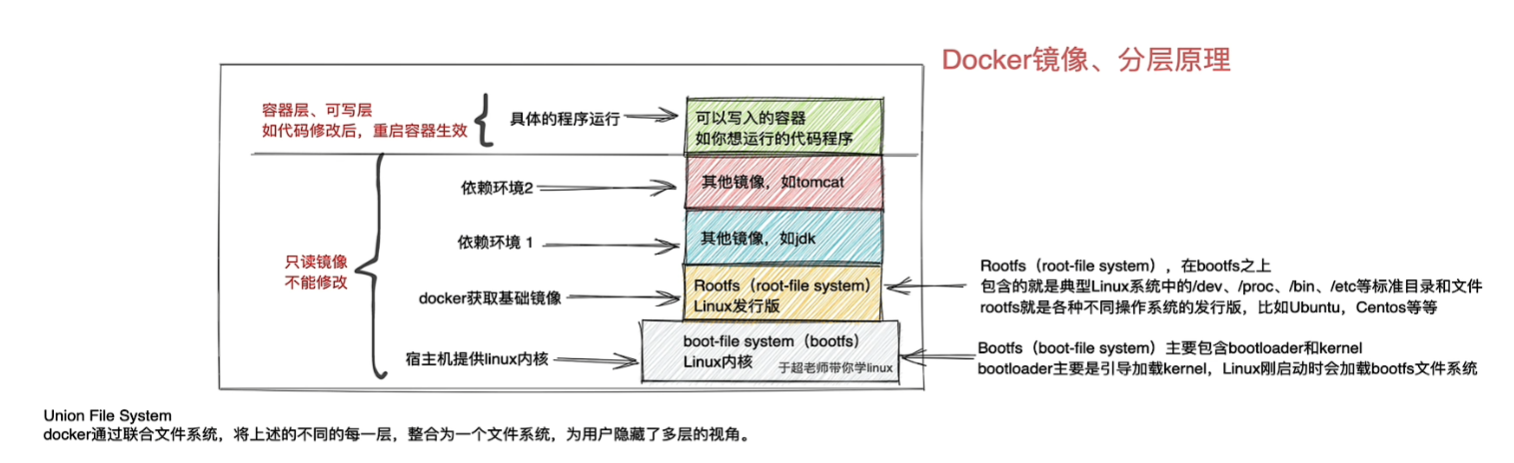 Docker镜像、分层原理
容器层、可写层
如代码修改后，重启容器生效
具体的程序运行
可以写入的容器
如你想运行的代码程序
依赖环境2
其他镜像，如tomcat
依赖环境 1
其他镜像，如jdk
只读镜像
不能修改
docker获取基础镜像
Rootfs（root-file system）
Linux发行版
Rootfs（root-file system），在bootfs之上
包含的就是典型Linux系统中的/dev、/proc、/bin、/etc等标准目录和文件
rootfs就是各种不同操作系统的发行版，比如Ubuntu，Centos等等
宿主机提供linux内核
boot-file system（bootfs）
Linux内核
于超老师带你学linux
Bootfs（boot-file system）主要包含bootloader和kernel
bootloader主要是引导加载kernel，Linux刚启动时会加载bootfs文件系统
Union File System
docker通过联合文件系统，将上述的不同的每一层，整合为一个文件系统，为用户隐藏了多层的视角。